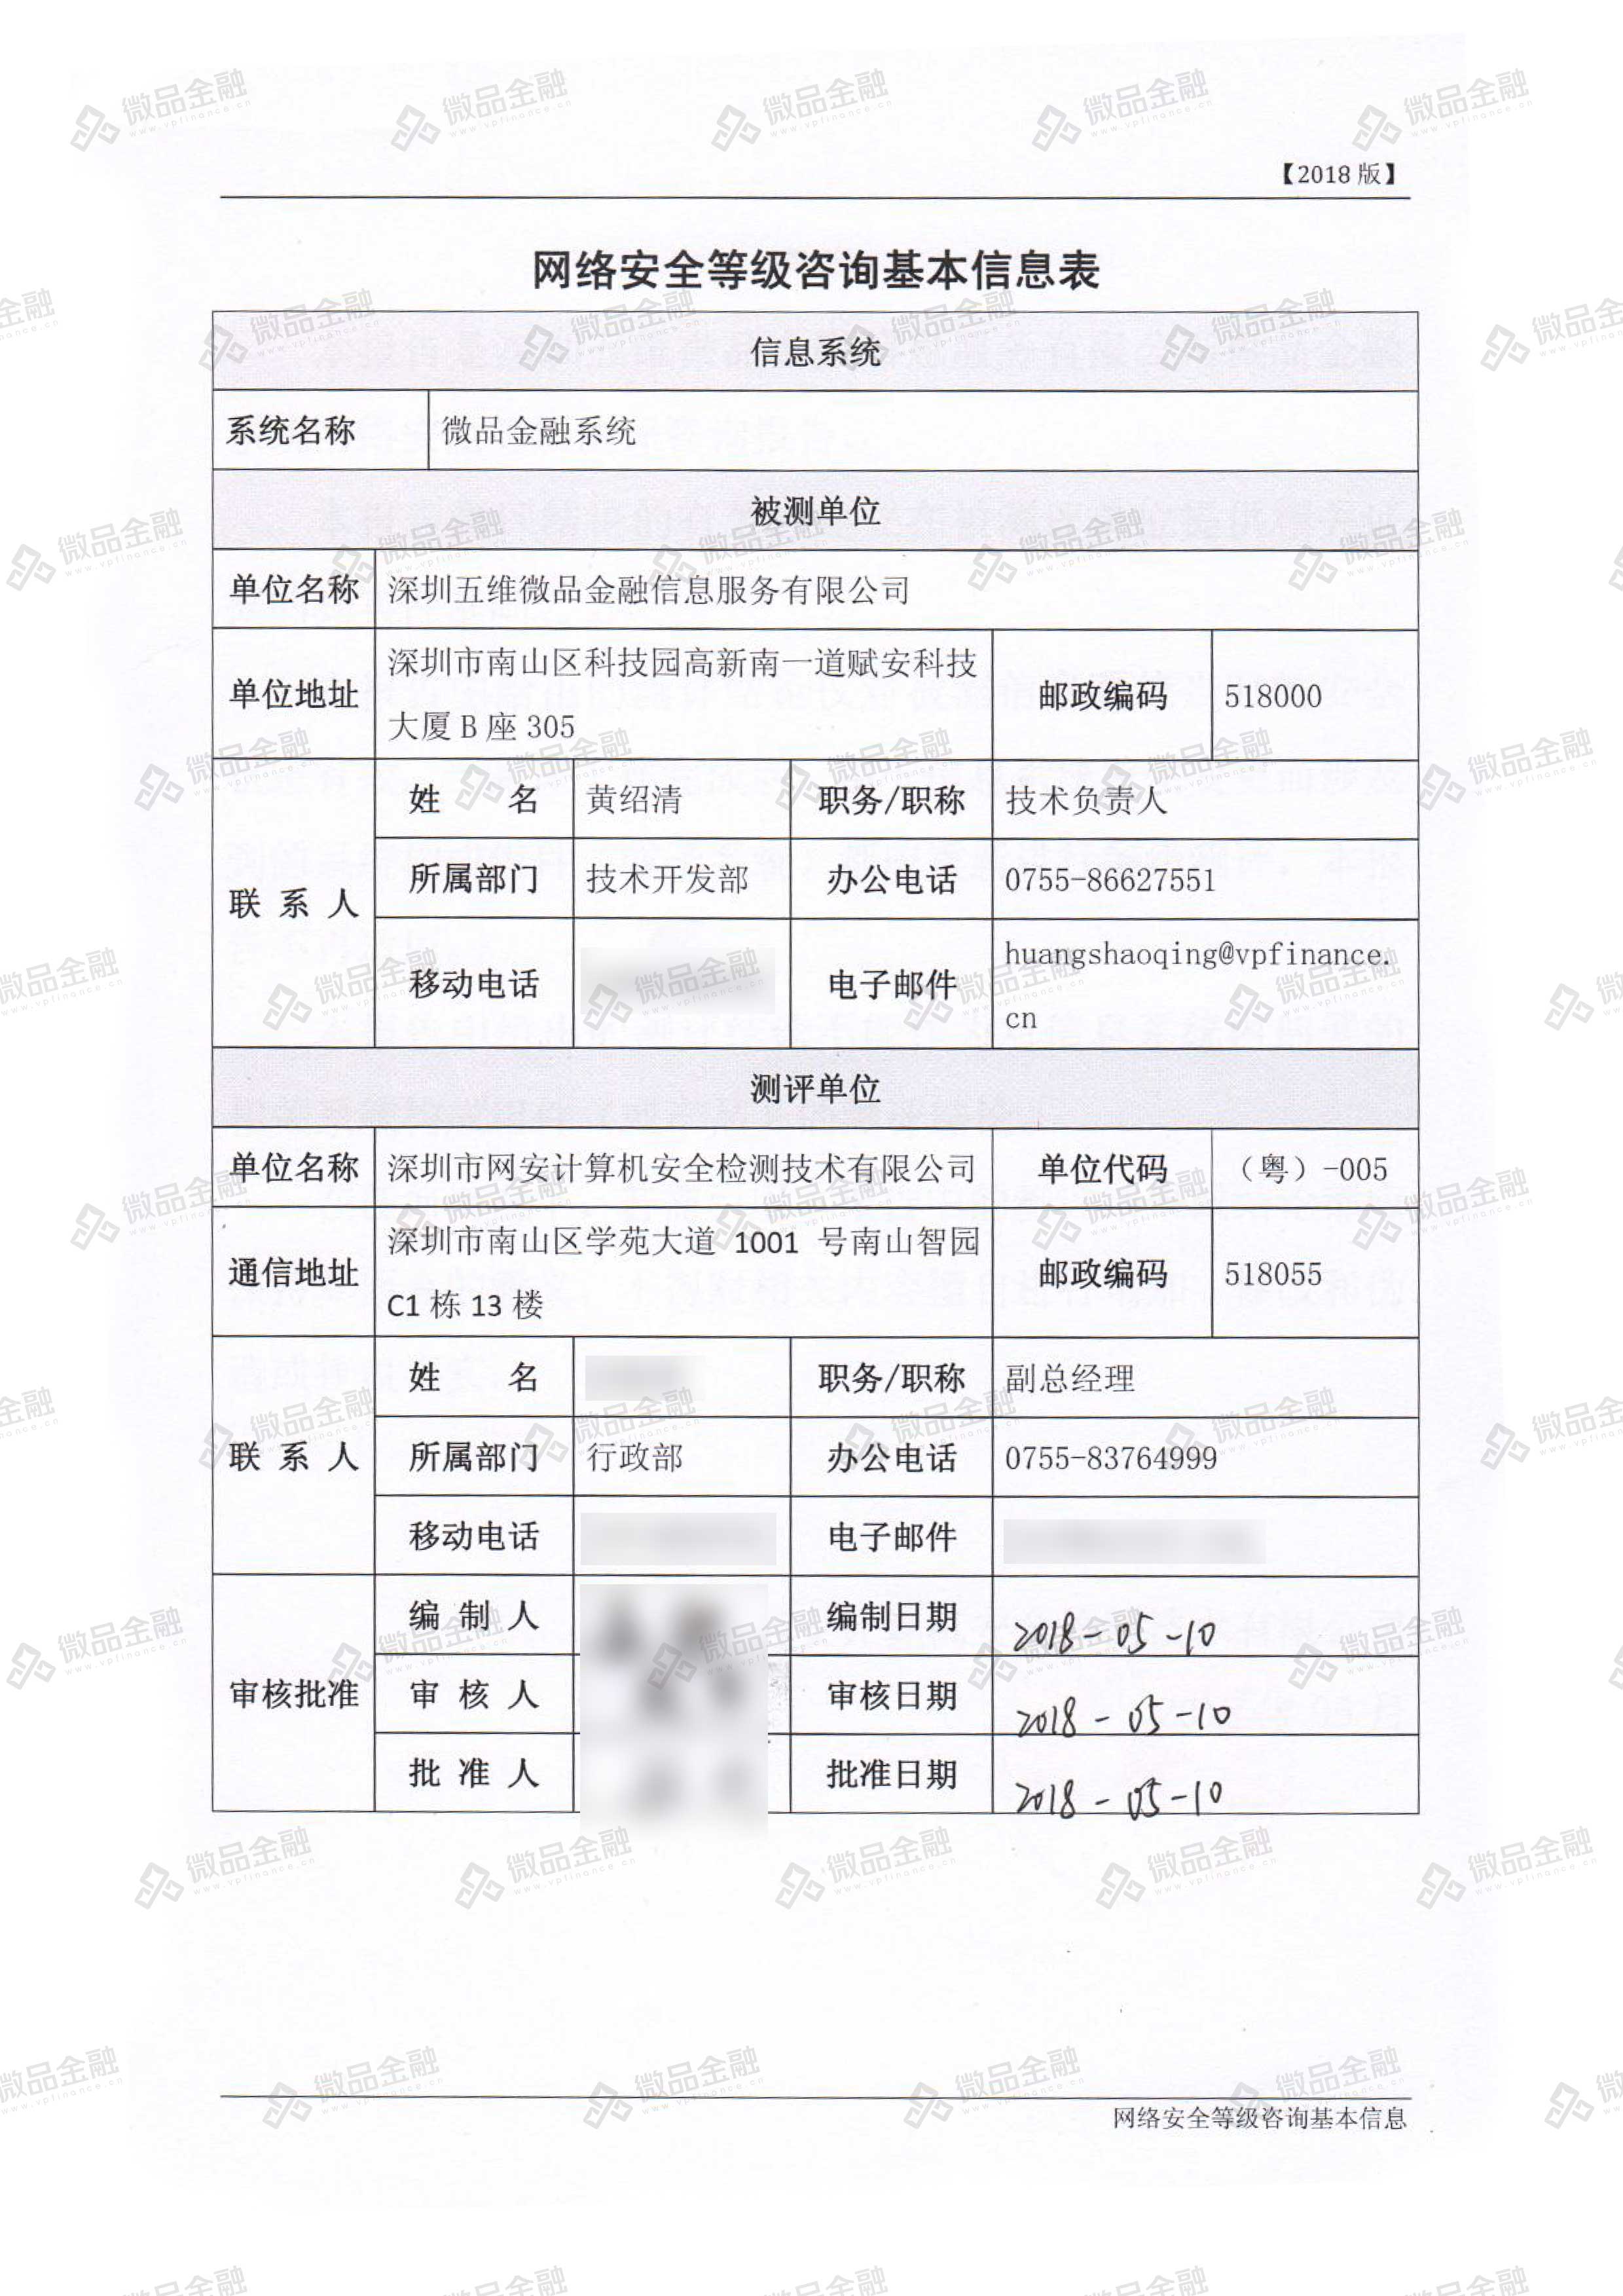 【2018 版】
网络安全等级咨询基本信息表
信息系统
系统名称 微品金融系统
被测单位
单位名称 深圳五维微品金融信息服务有限公司
单位地址 深圳市南山区科技园高新南一道赋安科技
大厦 B 座 305
邮政编码 518000
联系人
姓名 黄绍清 职务/职称 技术负责人
所属部门 技术开发部 办公电话 0755-86627551
移动电话 电子邮件 huangshaoqing@vpfinance.
cn
测评单位
单位名称 深圳市网安计算机安全检测技术有限公司 单位代码 （粤）-005
通信地址 深圳市南山区学苑大道 1001 号南山智园
C1 栋 13 楼
邮政编码 518055
联系人
姓名 职务/职称 副总经理
所属部门 行政部 办公电话 0755-83764999
移动电话 电子邮件
审核批准
编制人 编制日期 2018-05-10
审核人 审核日期 2018-05-10
批准人 批准日期 2018-05-10
网络安全等级咨询基本信息
微品金融
www.vpfinance.cn